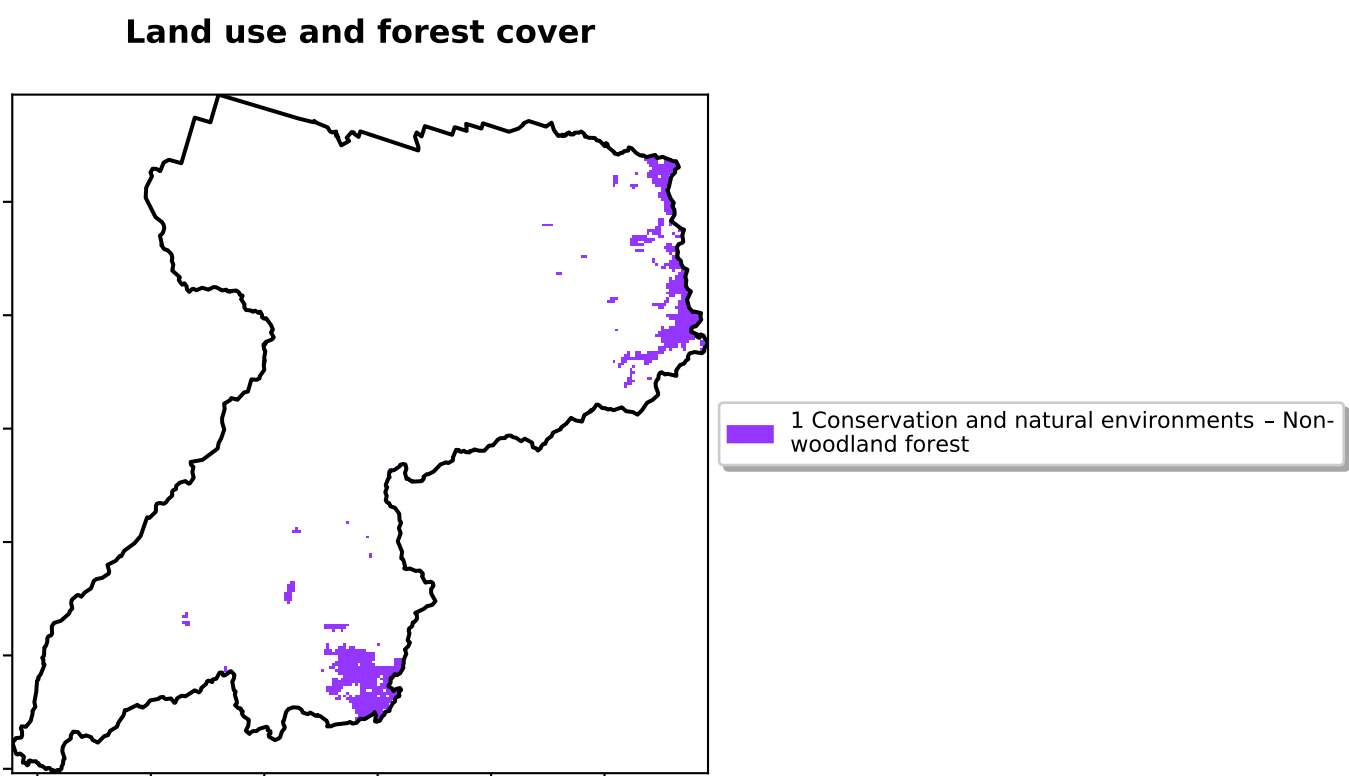 Land use and forest cover
1 Conservation and natural environments – Non-
woodland forest